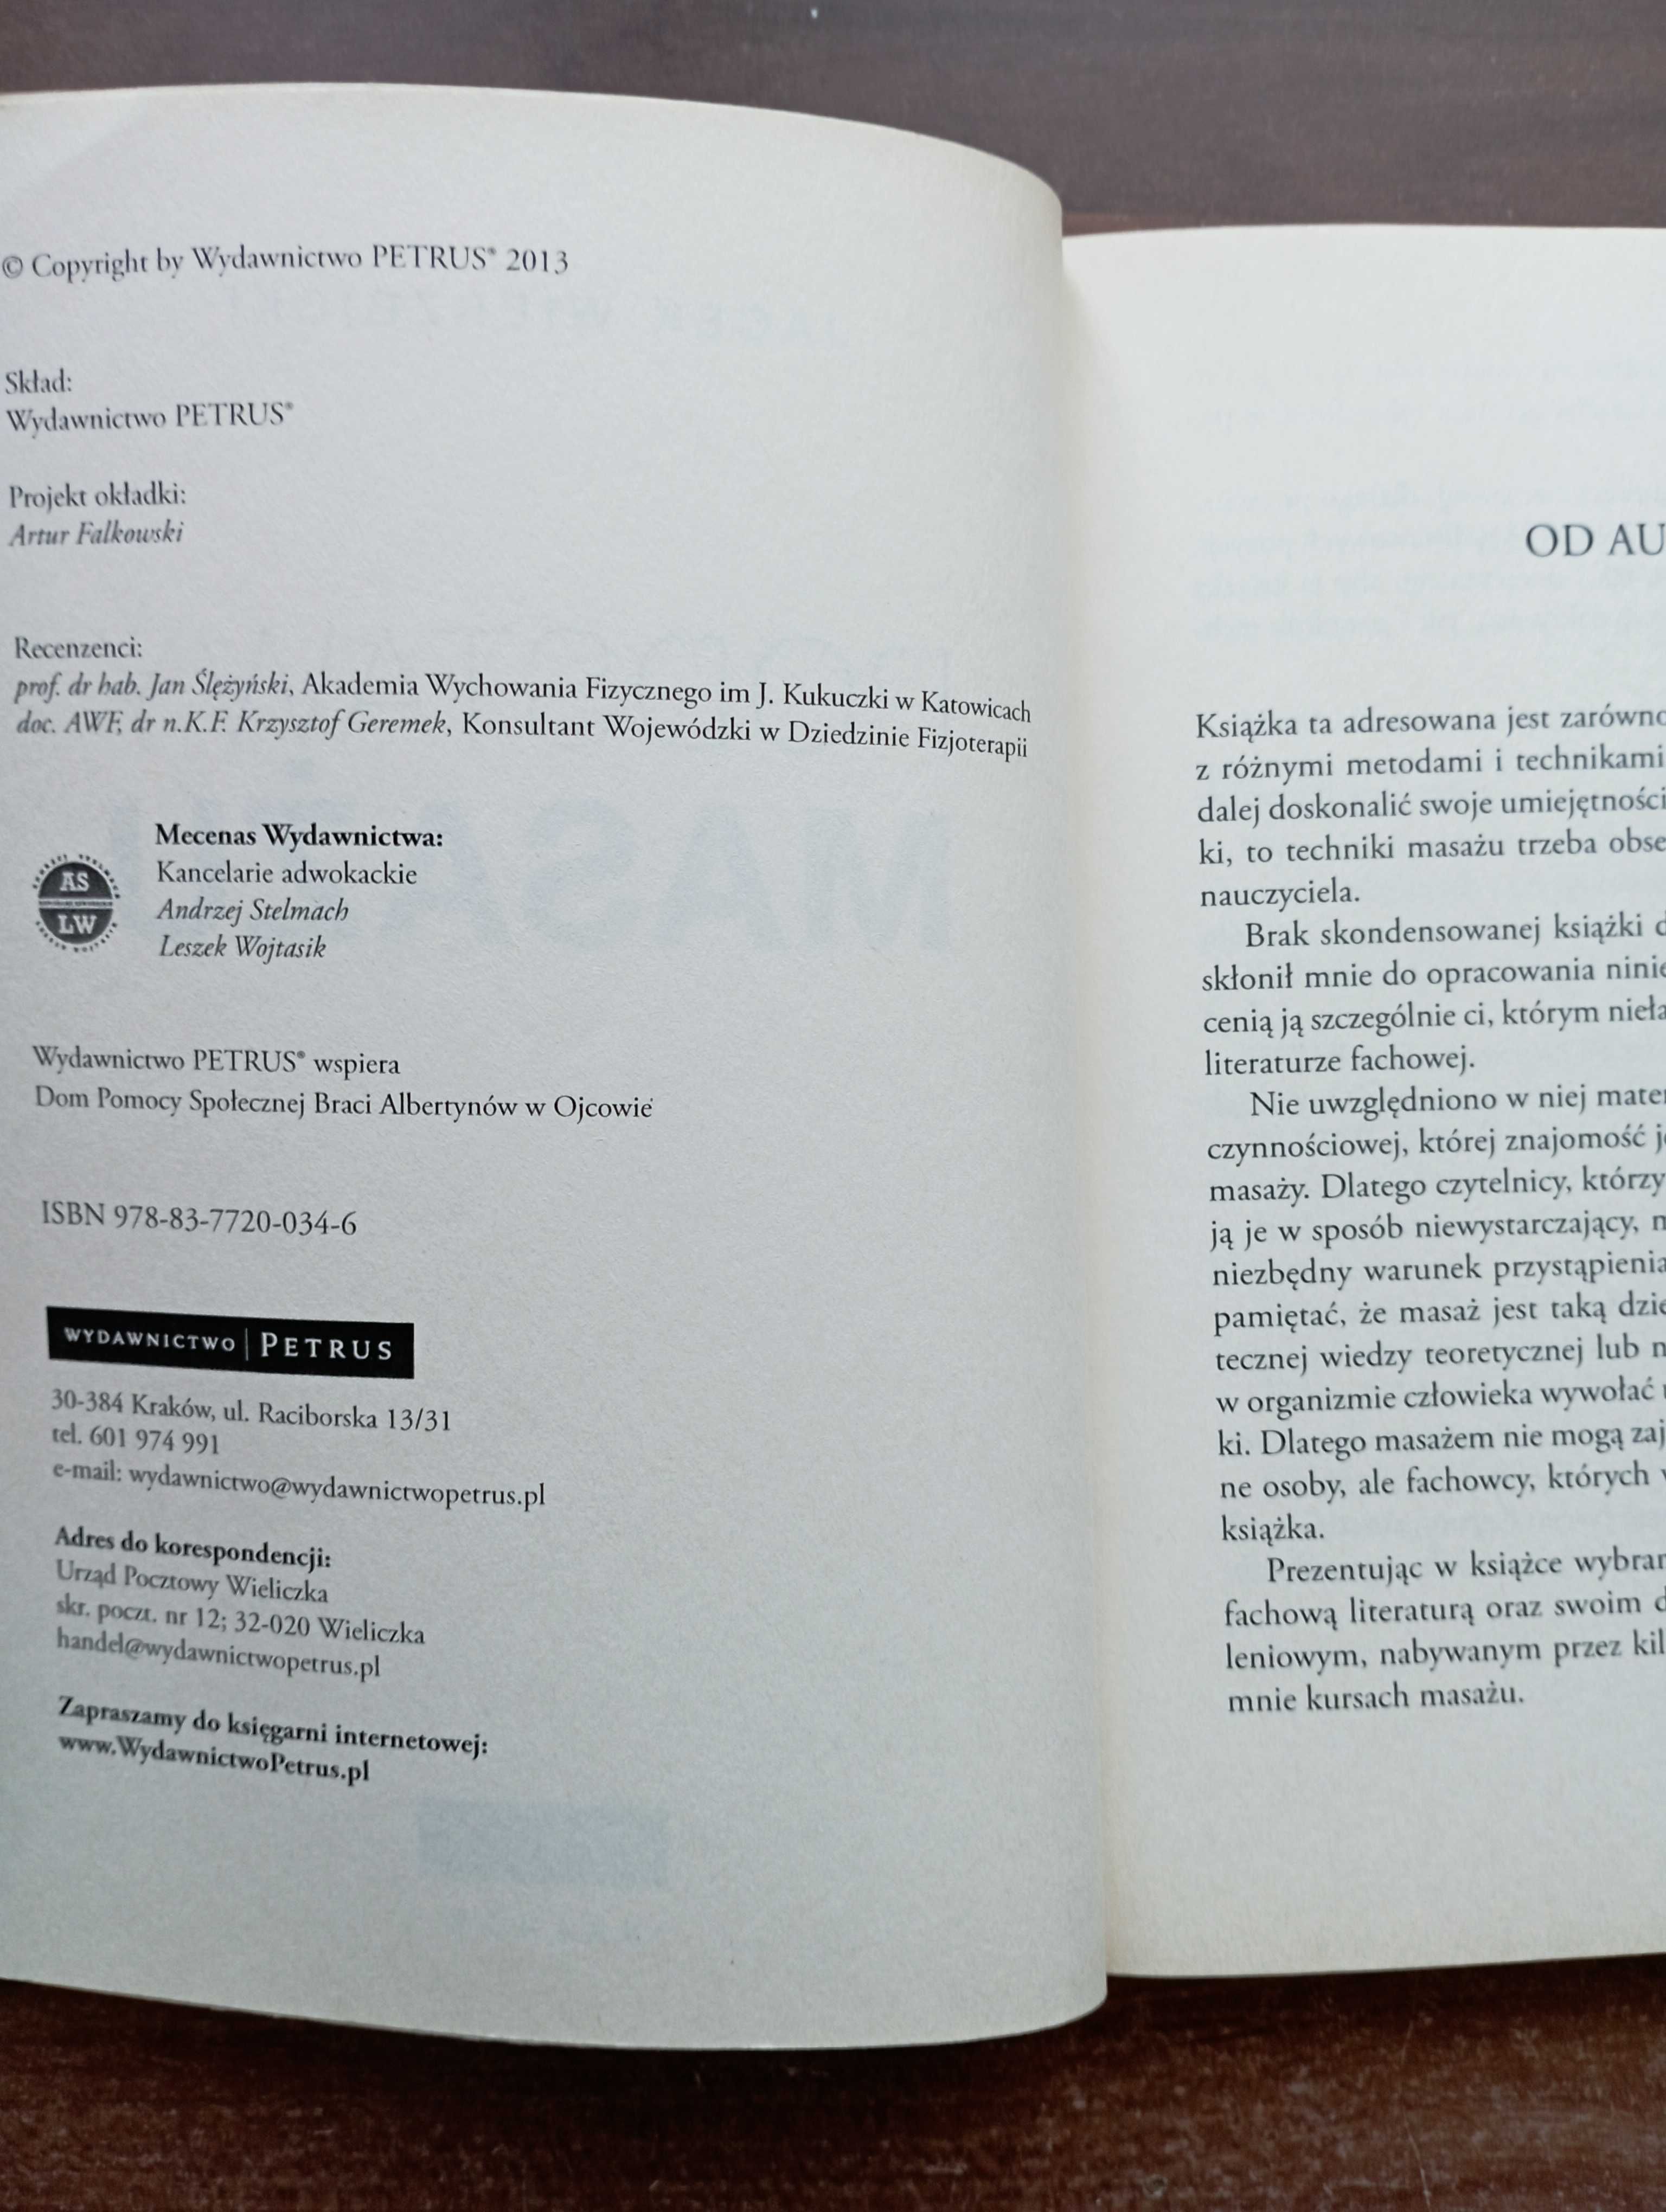 © Copyright by Wydawnictwo PETRUS® 2013
Skład:
Wydawnictwo PETRUS®
Projekt okładki:
Artur Falkowski
Recenzenci:
prof. dr hab. Jan Ślężyński, Akademia Wychowania Fizycznego im J. Kukuczki w Katowicach
doc. AWF, dr n.K.F. Krzysztof Geremek, Konsultant Wojewódzki w Dziedzinie Fizjoterapii
AS
LW
Mecenas Wydawnictwa:
Kancelarie adwokackie
Andrzej Stelmach
Leszek Wojtasik
Wydawnictwo PETRUS® wspiera
Dom Pomocy Społecznej Braci Albertynów w Ojcowie
ISBN 978-83-7720-034-6
WYDAWNICTWO | PETRUS
30-384 Kraków, ul. Raciborska 13/31
tel. 601 974 991
e-mail: wydawnictwo@wydawnictwopetrus.pl
Adres do korespondencji:
Urząd Pocztowy Wieliczka
skr. poczt. nr 12; 32-020 Wieliczka
handel@wydawnictwopetrus.pl
Zapraszamy do księgarni internetowej:
www.WydawnictwoPetrus.pl
OD AU
Książka ta adresowana jest zarówno
z różnymi metodami i technikami
dalej doskonalić swoje umiejętności
ki, to techniki masażu trzeba obse
nauczyciela.
Brak skondensowanej książki d
skłonił mnie do opracowania ninie
cenią ją szczególnie ci, którym nieła
literaturze fachowej.
Nie uwzględniono w niej mater
czynnościowej, której znajomość j
masaży. Dlatego czytelnicy, którzy
ją je w sposób niewystarczający, n
niezbędny warunek przystąpienia
pamiętać, że masaż jest taką dzie
tecznej wiedzy teoretycznej lub n
w organizmie człowieka wywołać
ki. Dlatego masażem nie mogą zaj
ne osoby, ale fachowcy, których
książka.
Prezentując w książce wybran
fachową literaturą oraz swoim d
leniowym, nabywanym przez kil
mnie kursach masażu.